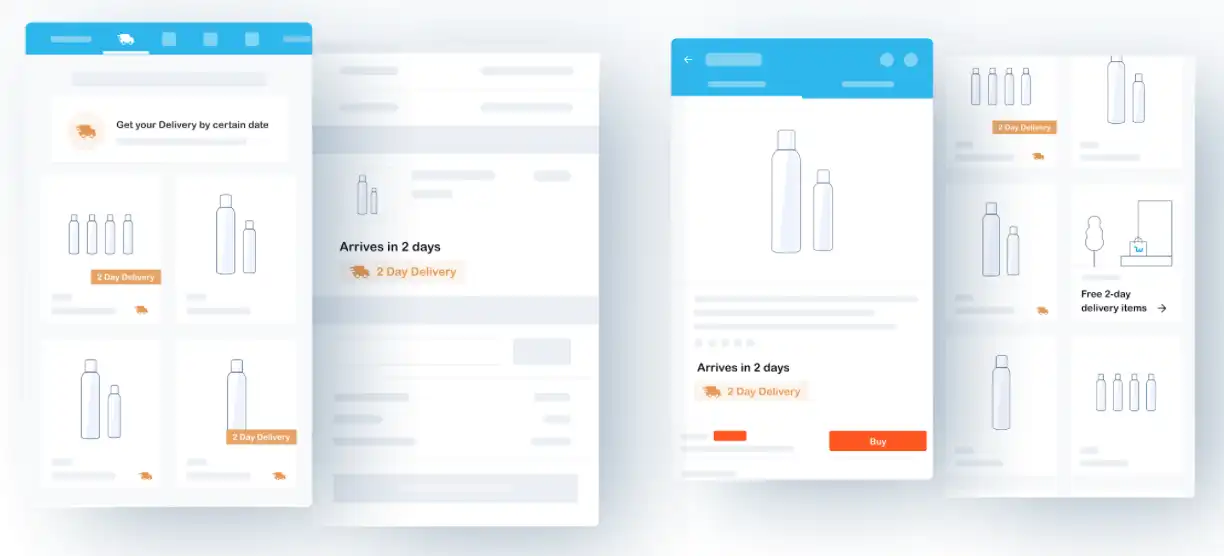 Get your Delivery by certain date
2 Day Delivery
2 Day Delivery
Arrives in 2 days
2 Day Delivery
Arrives in 2 days
2 Day Delivery
Buy
2 Day Delivery
Free 2-day
delivery items